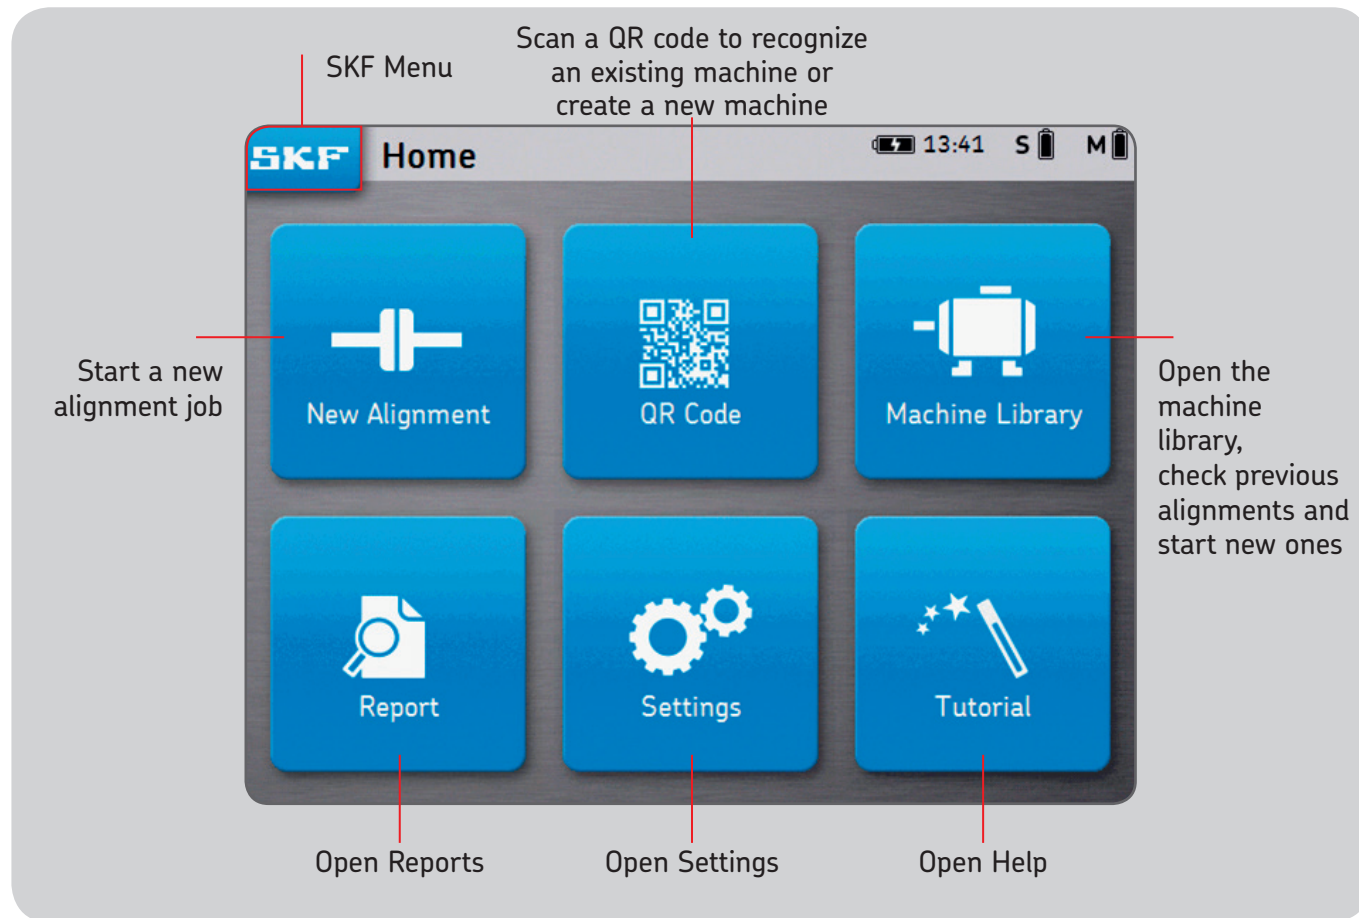 SKF Menu
Scan a QR code to recognize
an existing machine or
create a new machine
SKF
Home
13:41
S
M
Start a new
alignment job
New Alignment
QR Code
Machine Library
Open the
machine
library,
check previous
alignments and
start new ones
Report
Settings
Tutorial
Open Reports
Open Settings
Open Help